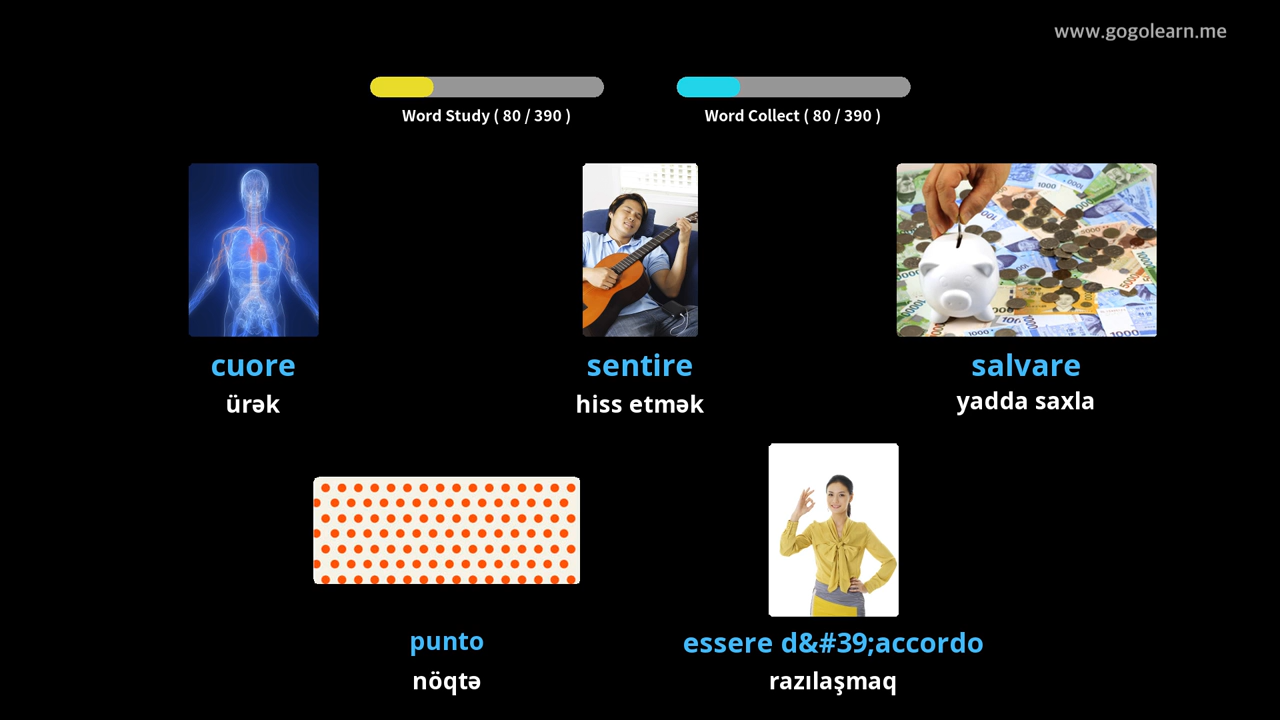 www.gogolearn.me
Word Study ( 80 / 390 )
Word Collect ( 80 / 390 )
cuore
sentire
salvare
ürək
hiss etmək
yadda saxla
punto
essere d&#39;accordo
nöqtə
razılaşmaq